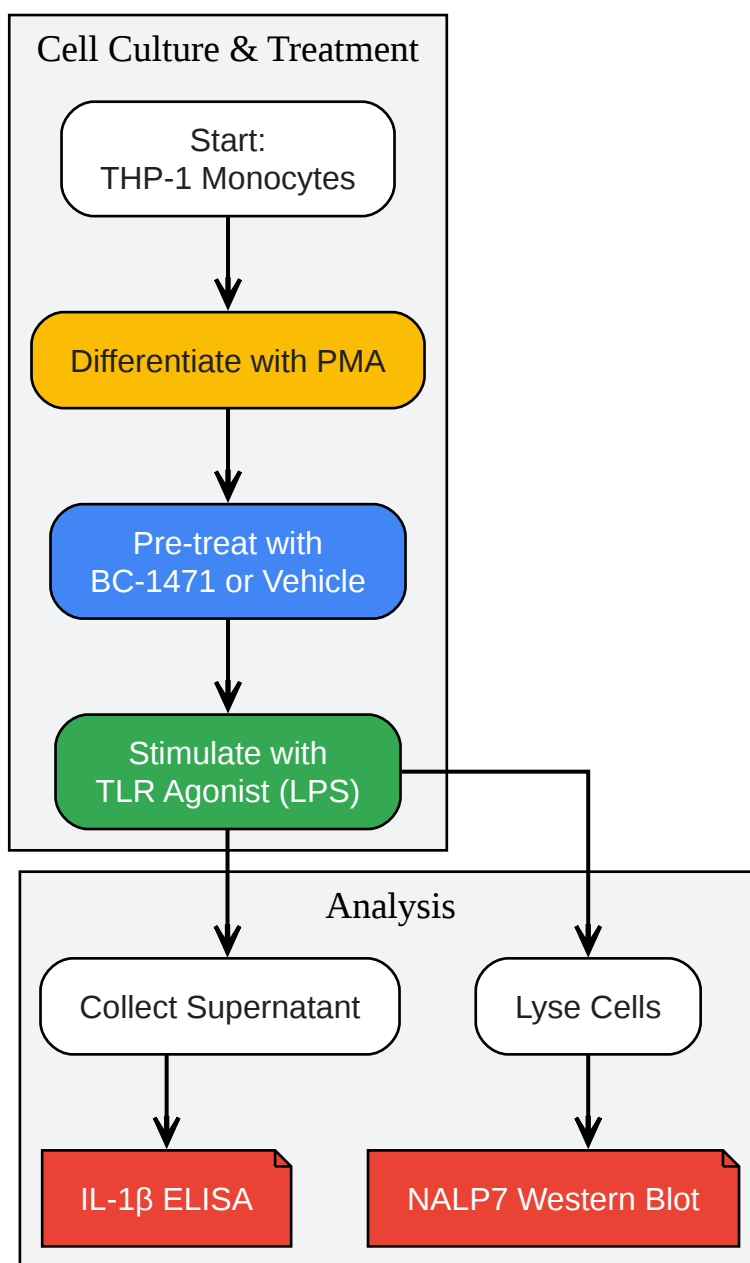 Cell Culture & Treatment
Start:
THP-1 Monocytes
Differentiate with PMA
Pre-treat with
BC-1471 or Vehicle
Stimulate with
TLR Agonist (LPS)
Analysis
Collect Supernatant
Lyse Cells
IL-1β ELISA
NALP7 Western Blot